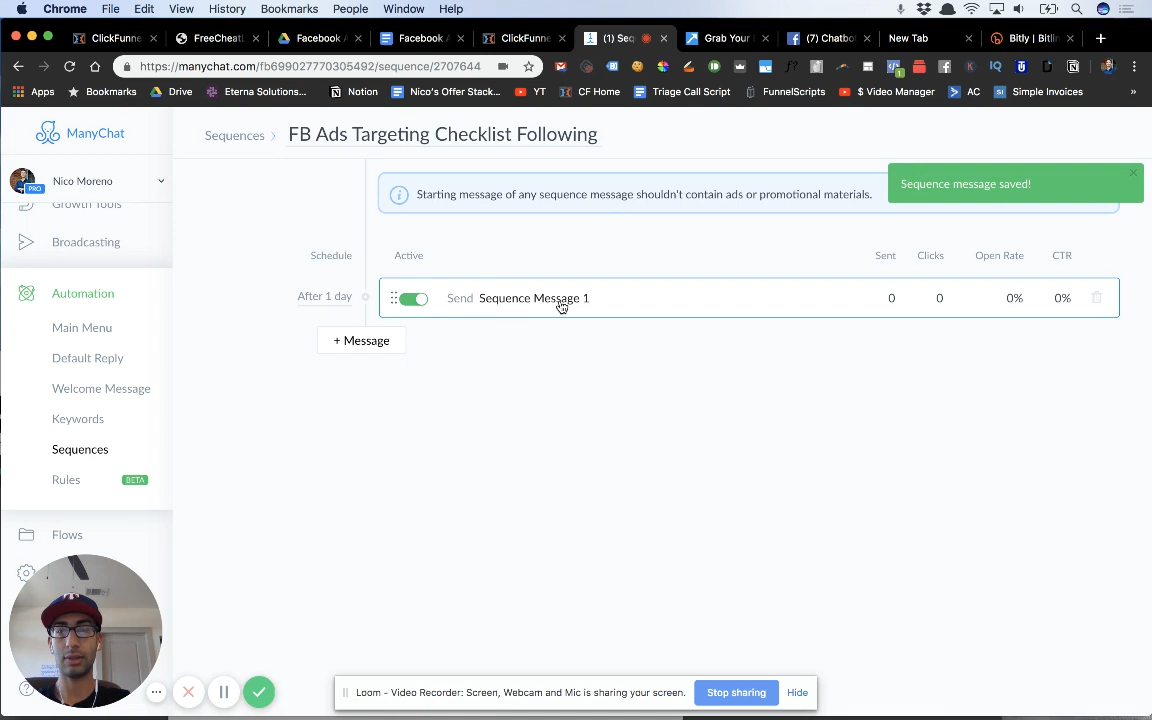 Chrome File Edit View History Bookmarks People Window Help
ClickFunne FreeCheatL Facebook A Facebook A ClickFunne (1) Seq Grab Your (7) Chatbo New Tab Bitly | Bitlin
https://manychat.com/fb699027770305492/sequence/2707644
Apps Bookmarks Drive Eterna Solutions... Notion Nico's Offer Stack... YT CF Home Triage Call Script FunnelScripts $ Video Manager AC Simple Invoices »
ManyChat
Sequences › FB Ads Targeting Checklist Following
Nico Moreno
PRO
Sequence message saved!
Starting message of any sequence message shouldn't contain ads or promotional materials.
Growth Tools
Broadcasting
Schedule Active Sent Clicks Open Rate CTR
Automation
After 1 day Send Sequence Message 1 0 0 0% 0%
Main Menu
+ Message
Default Reply
Welcome Message
Keywords
Sequences
Rules BETA
Flows
Loom - Video Recorder: Screen, Webcam and Mic is sharing your screen. Stop sharing Hide